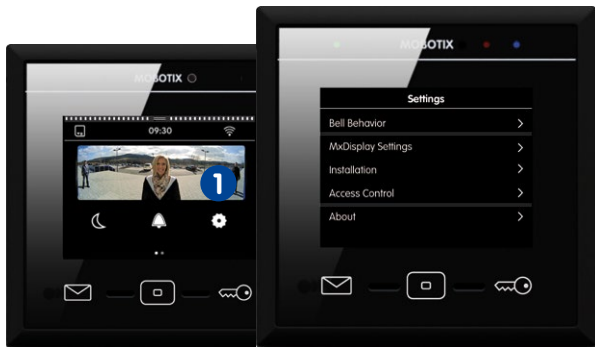 MOBOTIX
09:30
1
MOBOTIX
Settings
Bell Behavior
MxDisplay Settings
Installation
Access Control
About